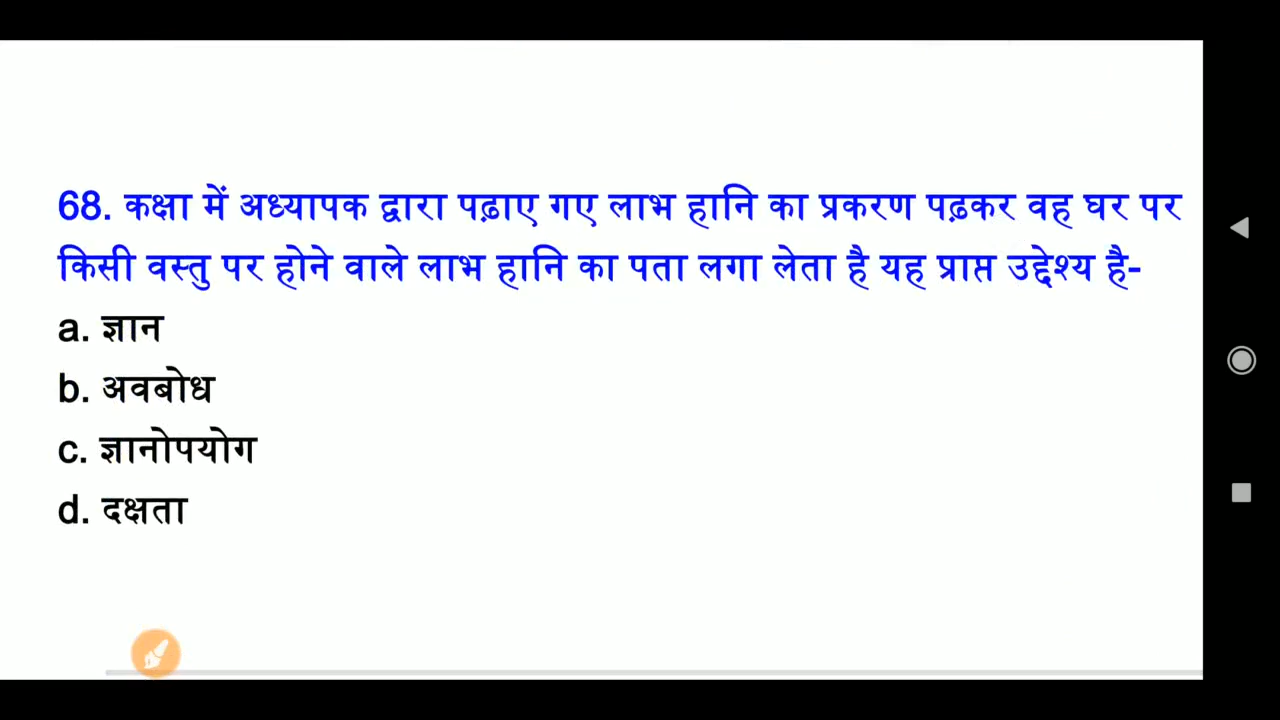 68. कक्षा में अध्यापक द्वारा पढ़ाए गए लाभ हानि का प्रकरण पढ़कर वह घर पर
किसी वस्तु पर होने वाले लाभ हानि का पता लगा लेता है यह प्राप्त उद्देश्य है-
a. ज्ञान
b. अवबोध
c. ज्ञानोपयोग
d. दक्षता